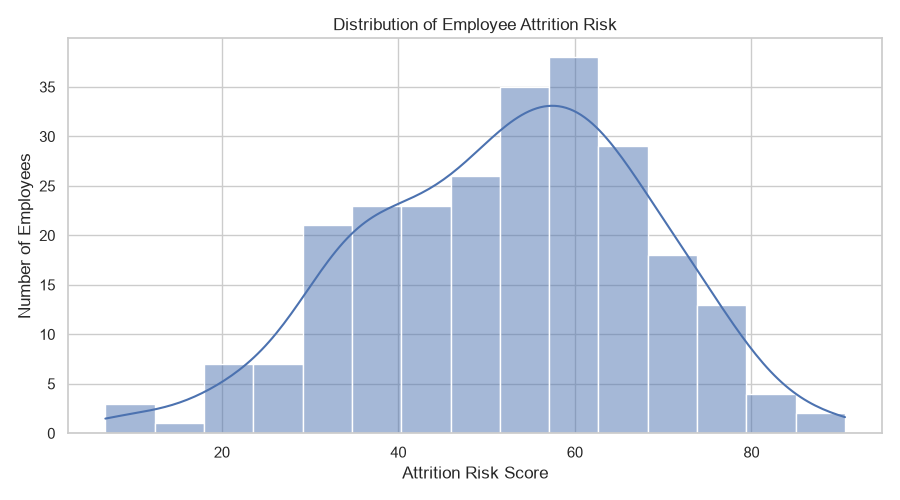 Distribution of Employee Attrition Risk
Number of Employees
35
30
25
20
15
10
5
0
20 40 60 80
Attrition Risk Score